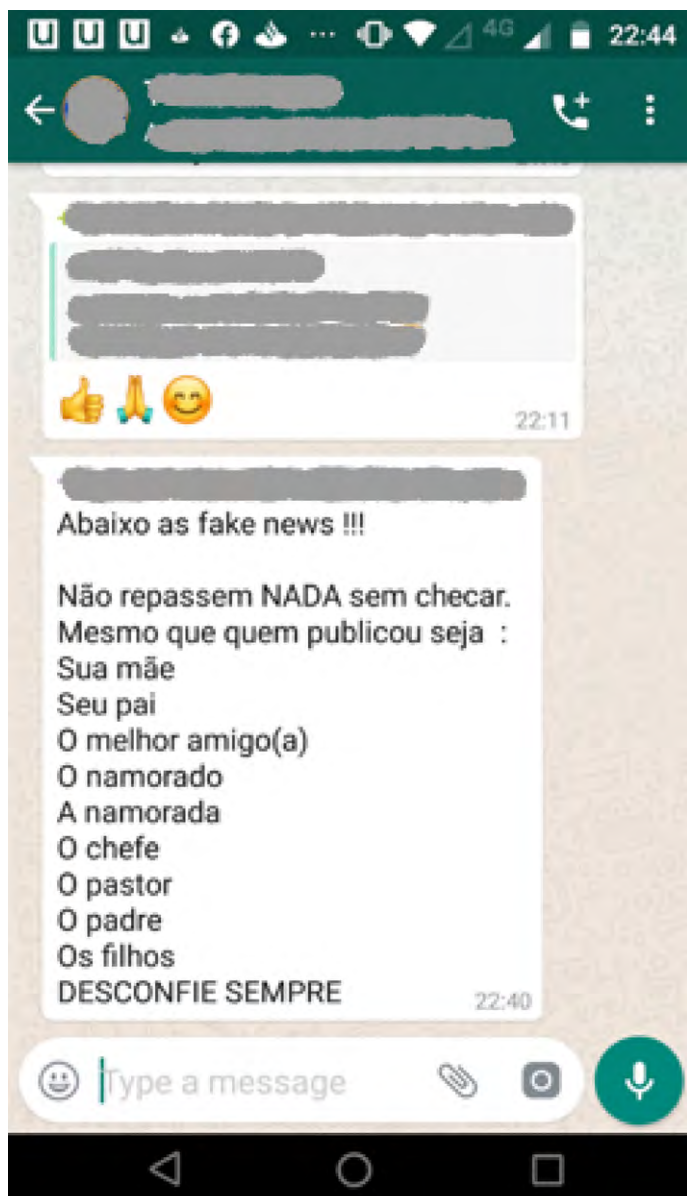 4G 22:44
22:11
Abaixo as fake news !!!
Não repassem NADA sem checar.
Mesmo que quem publicou seja :
Sua mãe
Seu pai
O melhor amigo(a)
O namorado
A namorada
O chefe
O pastor
O padre
Os filhos
DESCONFIE SEMPRE
22:40
Type a message